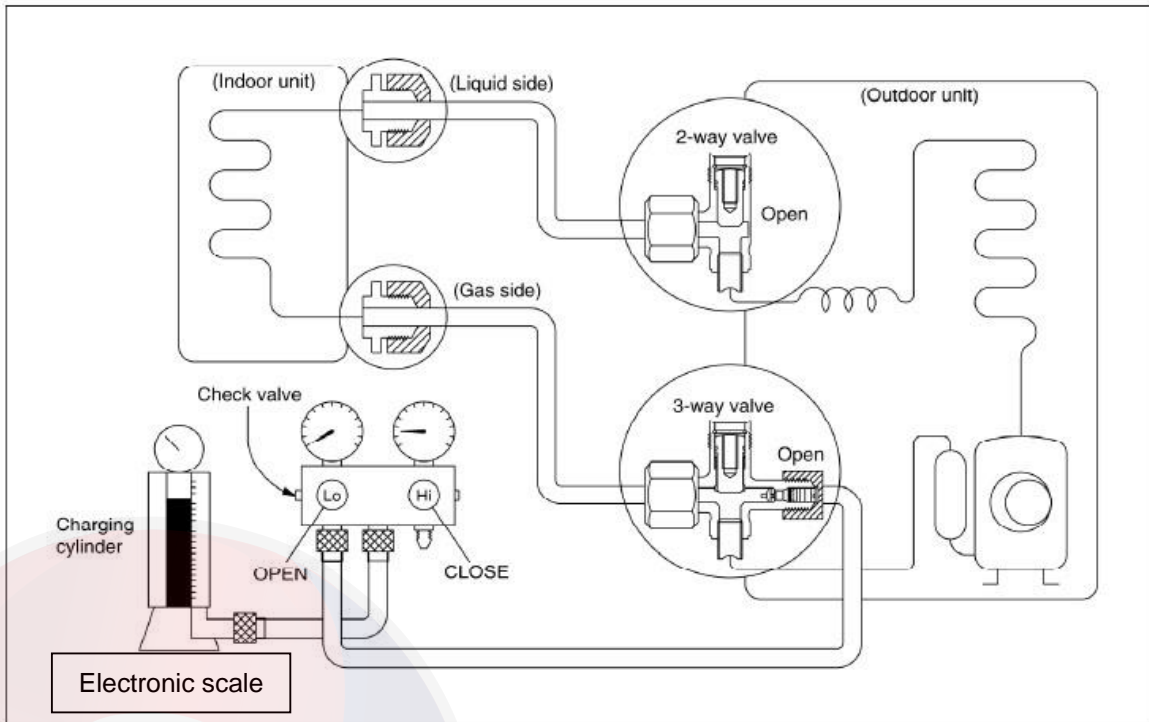 (Indoor unit)
(Liquid side)
(Outdoor unit)
2-way valve
Open
(Gas side)
3-way valve
Open
Check valve
Lo
Hi
Charging
cylinder
OPEN
CLOSE
Electronic scale